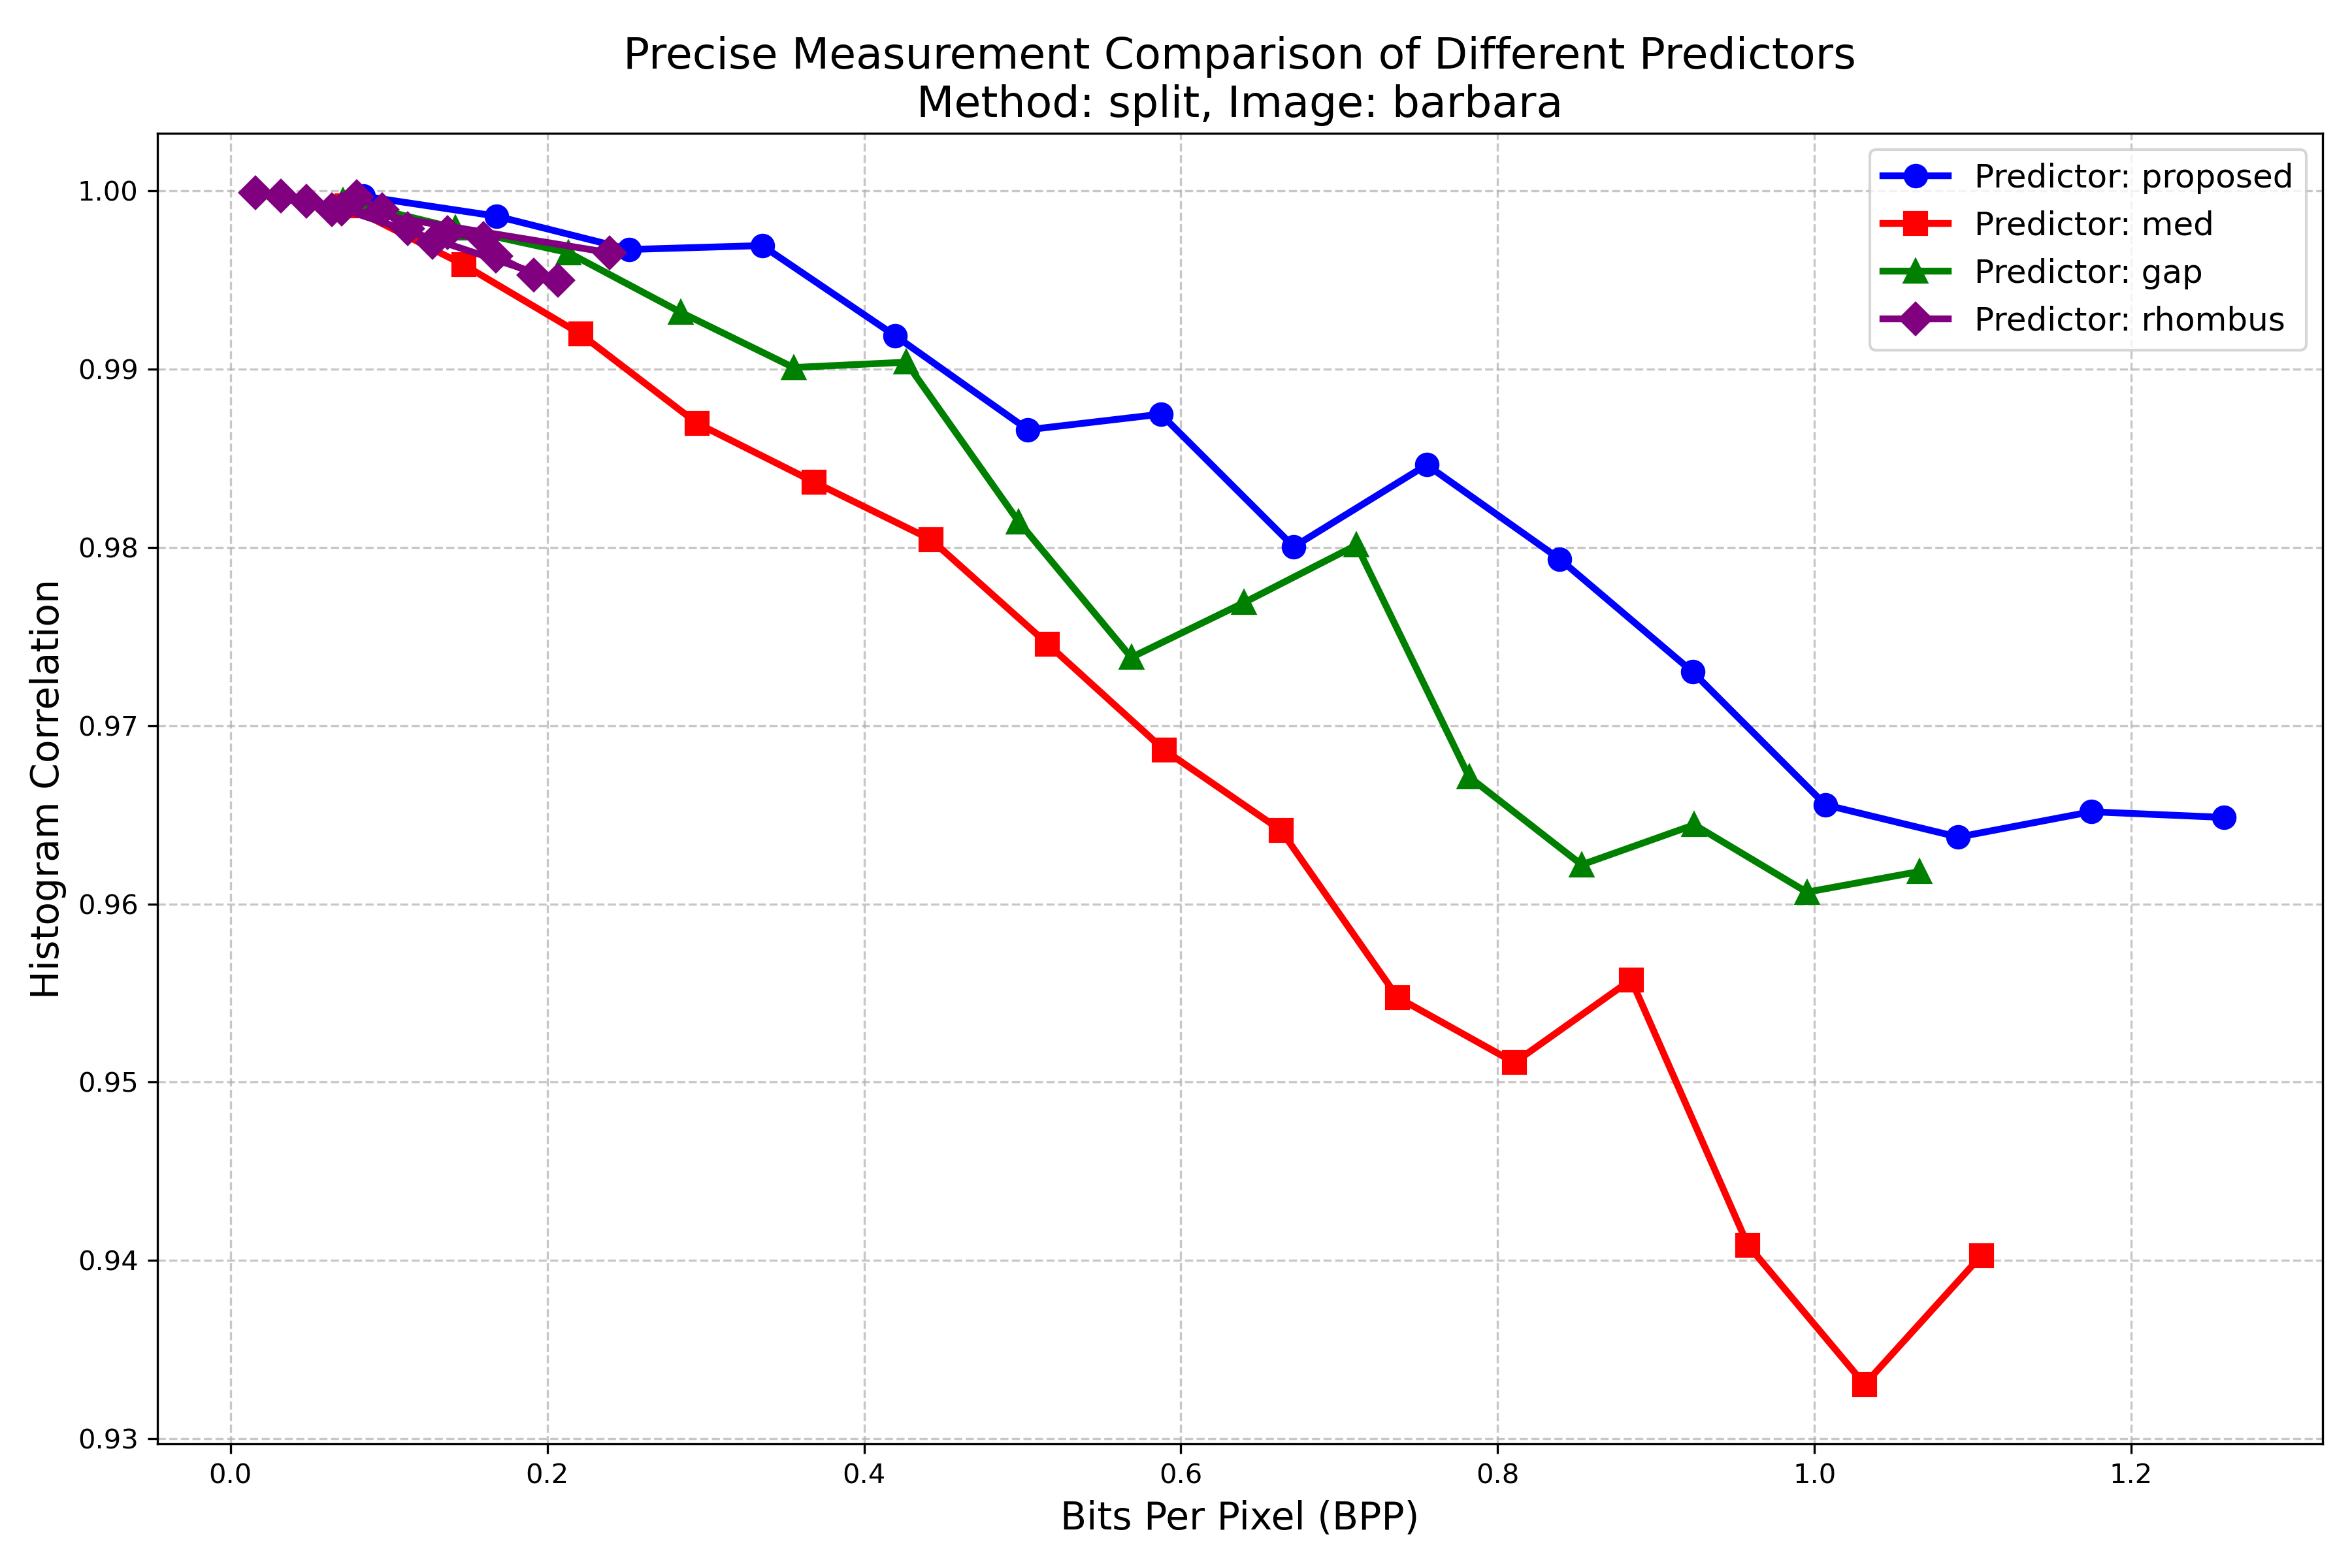 Precise Measurement Comparison of Different Predictors
Method: split, Image: barbara
Predictor: proposed
Predictor: med
Predictor: gap
Predictor: rhombus
Histogram Correlation
1.00
0.99
0.98
0.97
0.96
0.95
0.94
0.93
0.0 0.2 0.4 0.6 0.8 1.0 1.2
Bits Per Pixel (BPP)